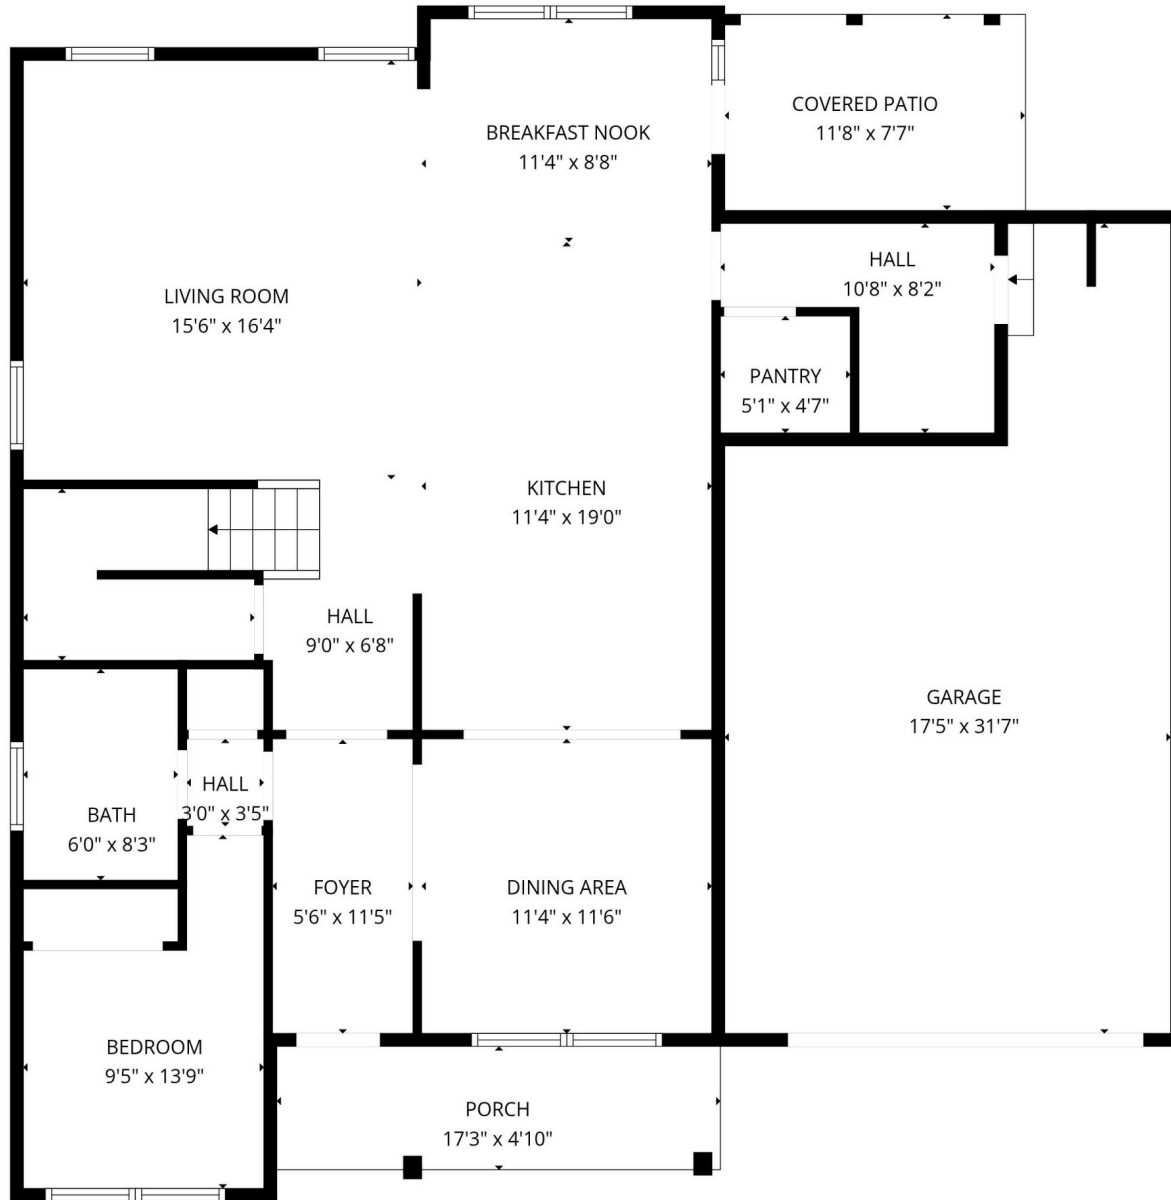 COVERED PATIO
11'8" x 7'7"
BREAKFAST NOOK
11'4" x 8'8"
HALL
10'8" x 8'2"
LIVING ROOM
15'6" x 16'4"
PANTRY
5'1" x 4'7"
KITCHEN
11'4" x 19'0"
HALL
9'0" x 6'8"
GARAGE
17'5" x 31'7"
HALL
3'0" x 3'5"
BATH
6'0" x 8'3"
FOYER
5'6" x 11'5"
DINING AREA
11'4" x 11'6"
BEDROOM
9'5" x 13'9"
PORCH
17'3" x 4'10"